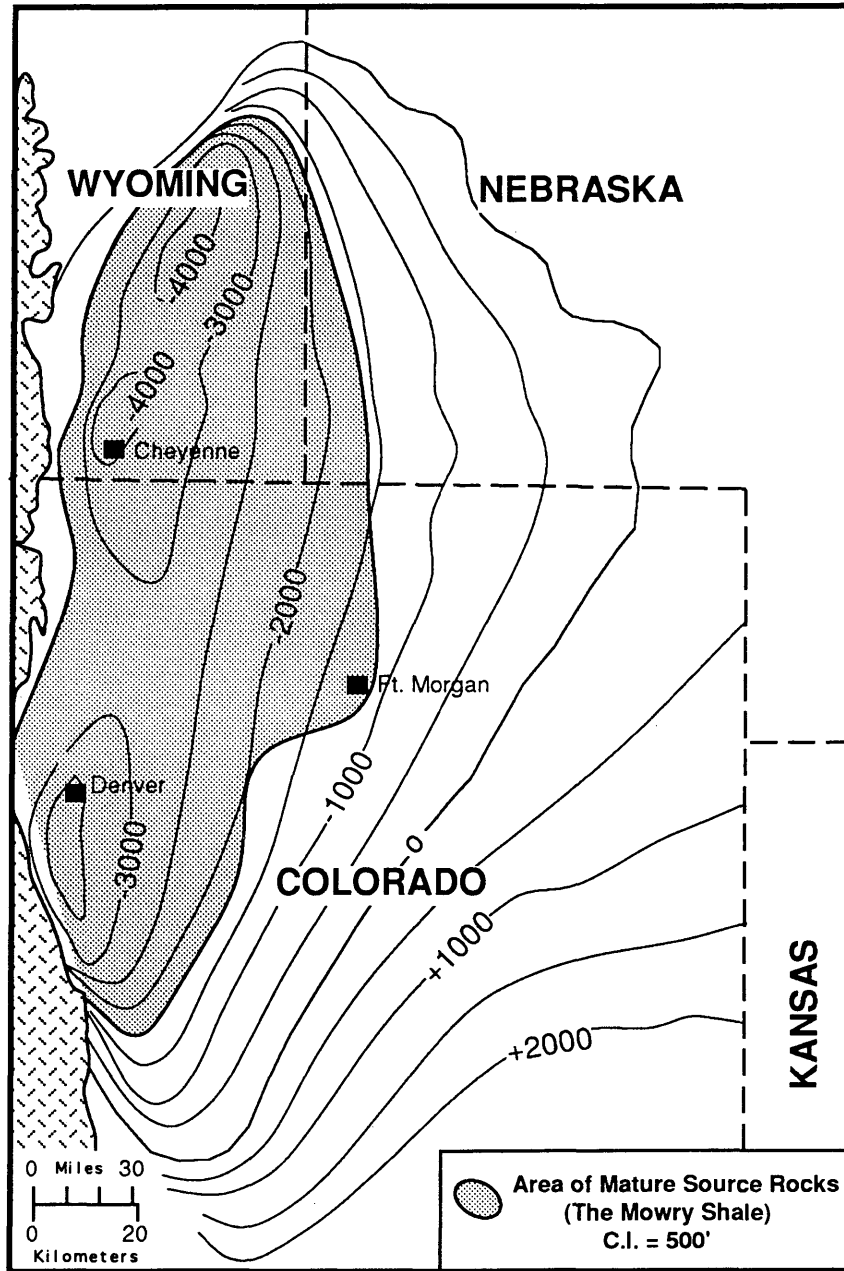 WYOMING
NEBRASKA
-4000
-3000
-4000
Cheyenne
-2000
Ft. Morgan
Denver
-1000
-3000
0
COLORADO
+1000
+2000
KANSAS
0 Miles 30
0 20
Kilometers
Area of Mature Source Rocks
(The Mowry Shale)
C.I. = 500'